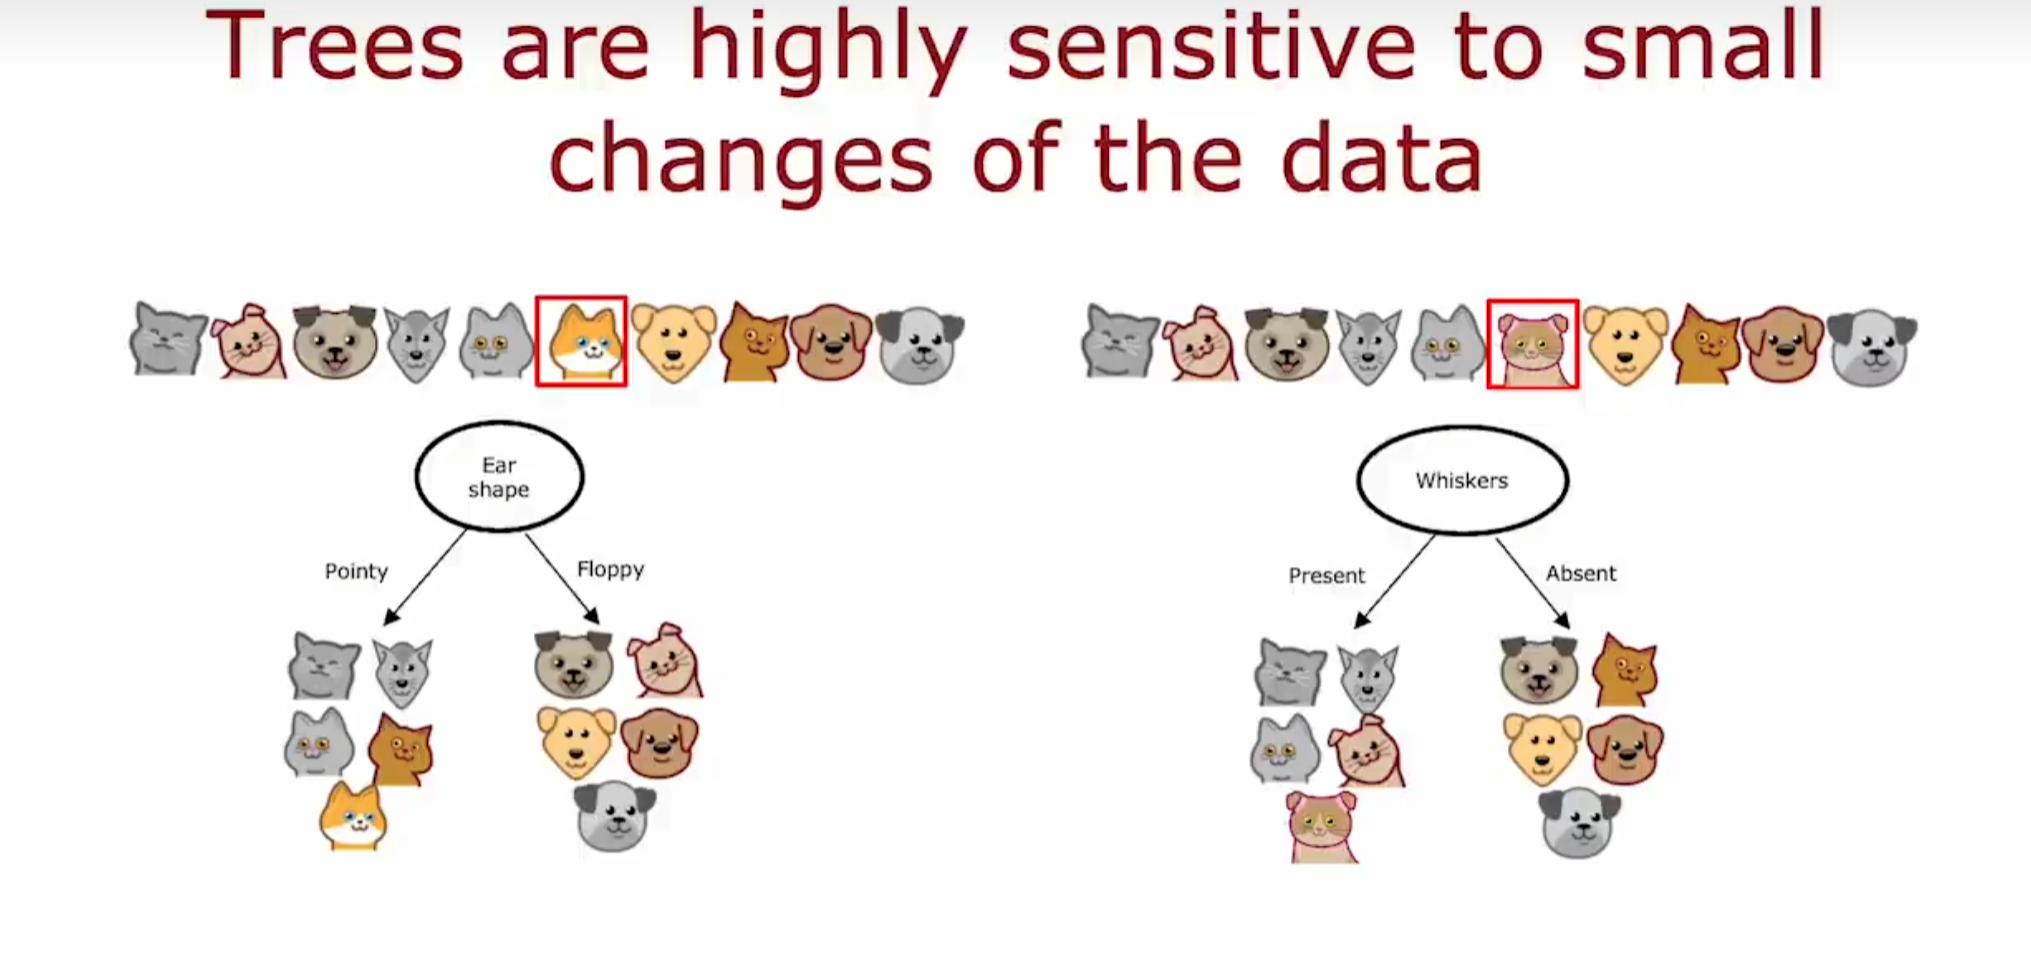 Trees are highly sensitive to small
changes of the data
Ear
shape
Pointy
Floppy
Whiskers
Present
Absent